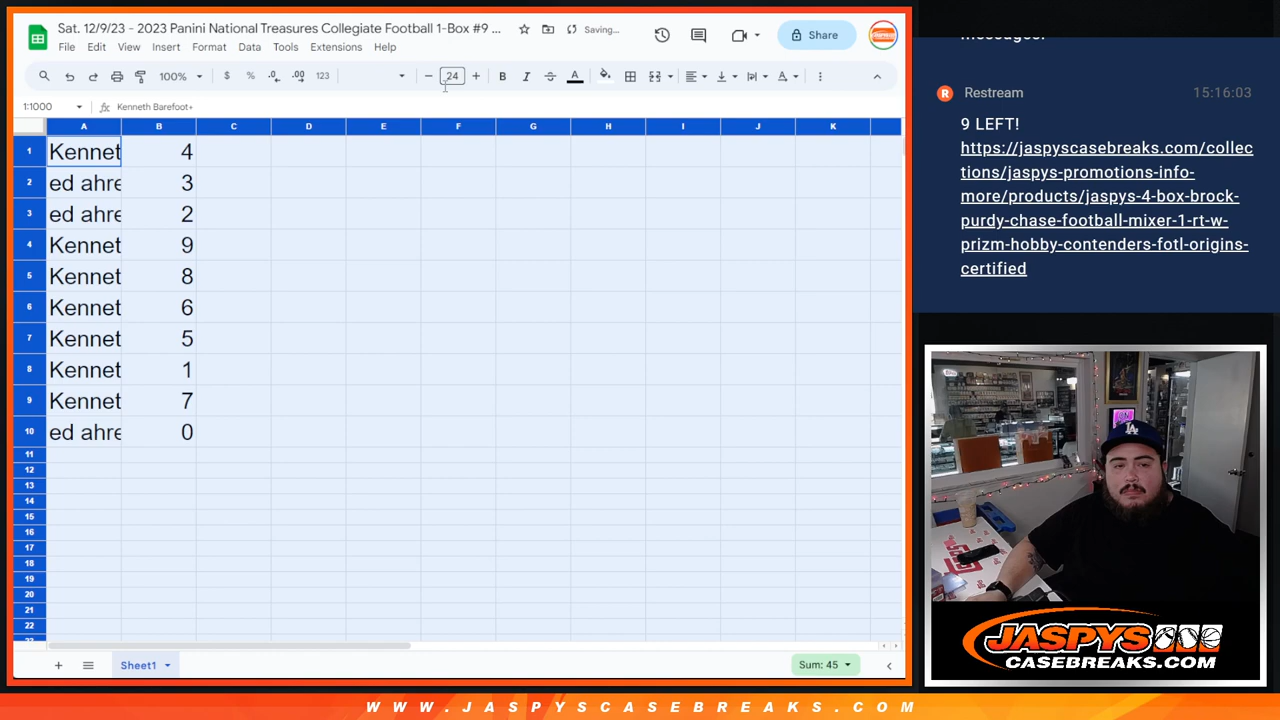 Sat. 12/9/23 - 2023 Panini National Treasures Collegiate Football 1-Box #9 ...
Saving...
Share
File Edit View Insert Format Data Tools Extensions Help
100% $ % .0 .00 123 24 B I A
1:1000 Kenneth Barefoot+
A B C D E F G H I J K
1 Kennet 4
2 ed ahre 3
3 ed ahre 2
4 Kennet 9
5 Kennet 8
6 Kennet 6
7 Kennet 5
8 Kennet 1
9 Kennet 7
10 ed ahre 0
11
12
13
14
15
16
17
18
19
20
21
22
Sheet1
Sum: 45
R Restream 15:16:03
9 LEFT!
https://jaspyscasebreaks.com/collec
tions/jaspys-promotions-info-
more/products/jaspys-4-box-brock-
purdy-chase-football-mixer-1-rt-w-
prizm-hobby-contenders-fotl-origins-
certified
LA
JASPYS
CASEBREAKS.COM
WWW.JASPYSCASEBREAKS.COM